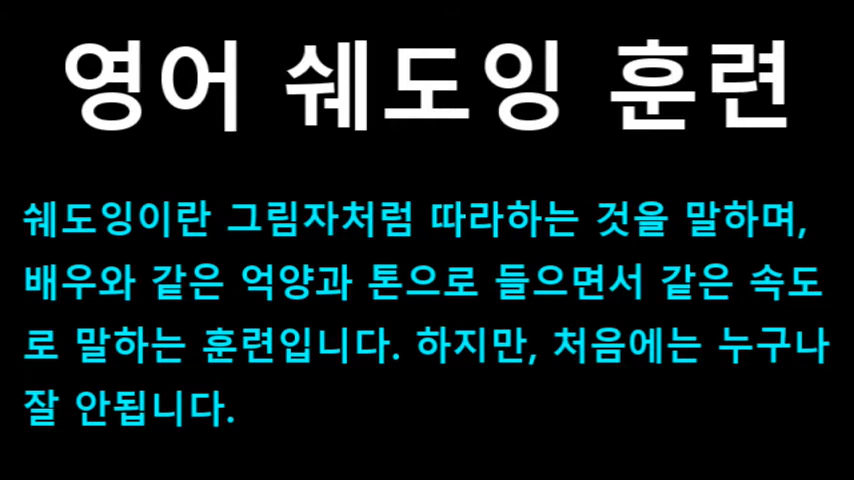 영어 쉐도잉 훈련
쉐도잉이란 그림자처럼 따라하는 것을 말하며,
배우와 같은 억양과 톤으로 들으면서 같은 속도
로 말하는 훈련입니다. 하지만, 처음에는 누구나
잘 안됩니다.